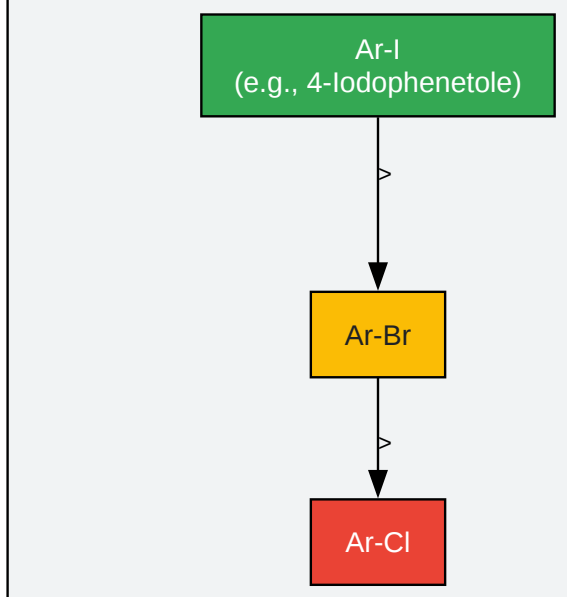 Ar-I
(e.g., 4-Iodophenetole)
>
Ar-Br
>
Ar-Cl